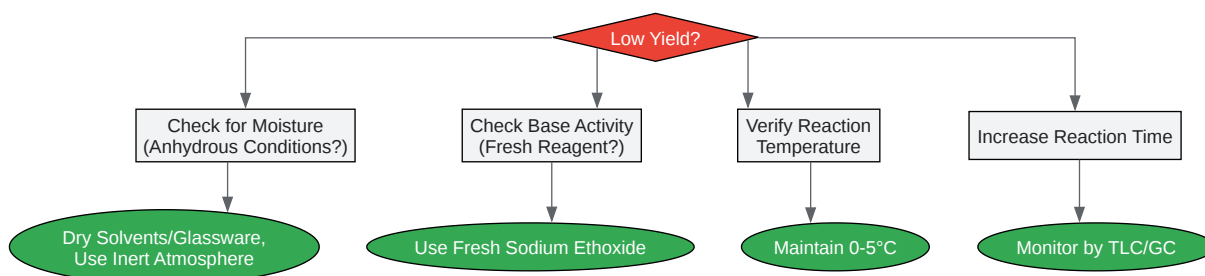 Low Yield?
Check for Moisture
(Anhydrous Conditions?)
Check Base Activity
(Fresh Reagent?)
Verify Reaction
Temperature
Increase Reaction Time
Dry Solvents/Glassware,
Use Inert Atmosphere
Use Fresh Sodium Ethoxide
Maintain 0-5°C
Monitor by TLC/GC